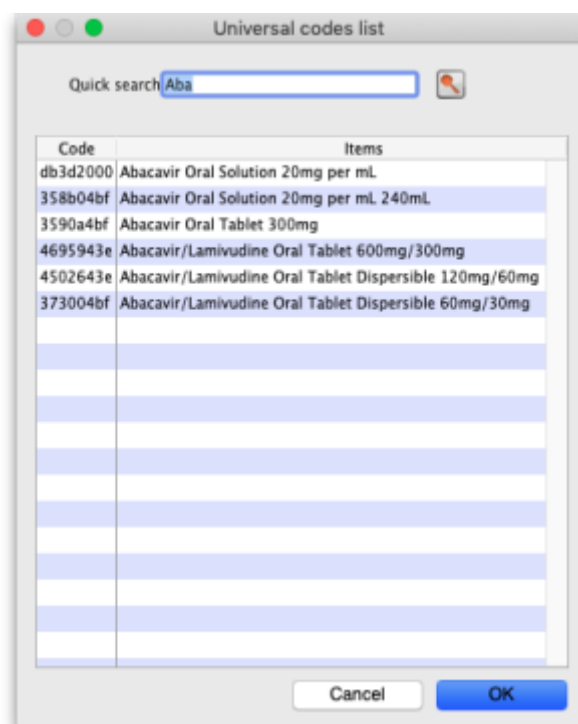 Universal codes list
Quick search Aba
Code Items
db3d2000 Abacavir Oral Solution 20mg per mL
358b04bf Abacavir Oral Solution 20mg per mL 240mL
3590a4bf Abacavir Oral Tablet 300mg
4695943e Abacavir/Lamivudine Oral Tablet 600mg/300mg
4502643e Abacavir/Lamivudine Oral Tablet Dispersible 120mg/60mg
373004bf Abacavir/Lamivudine Oral Tablet Dispersible 60mg/30mg
Cancel OK